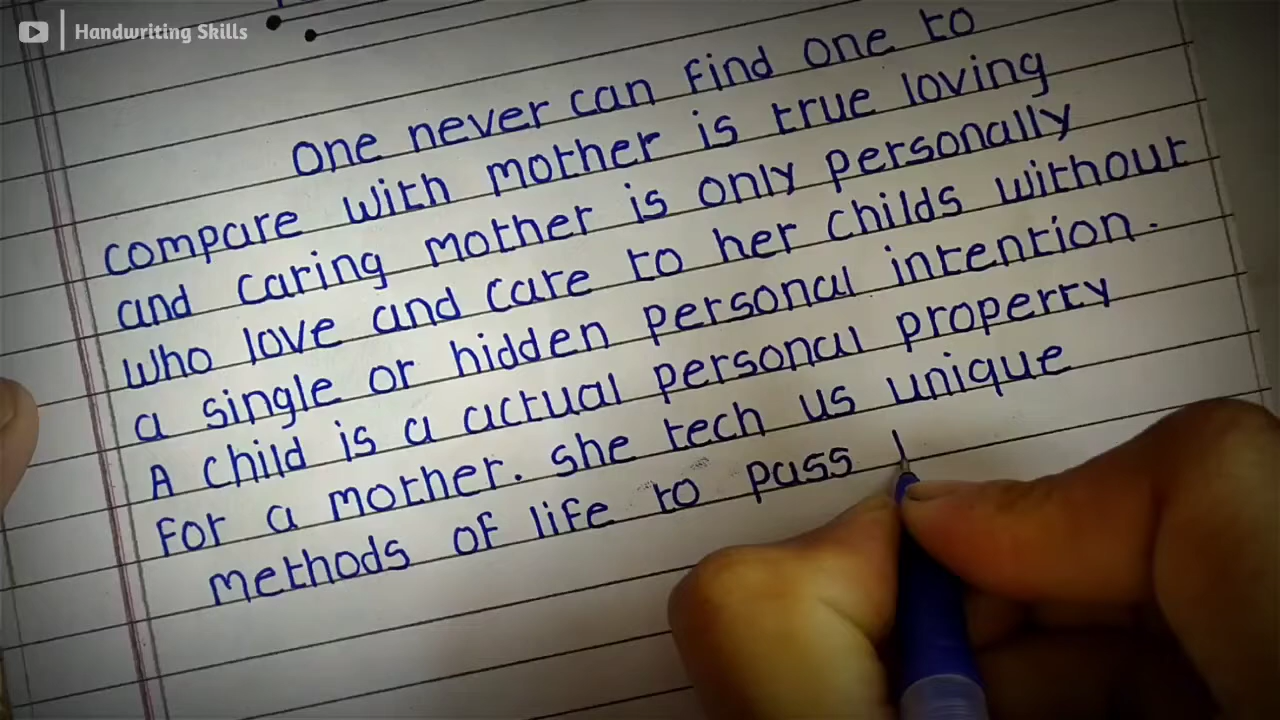 Handwriting Skills
One never can Find one to
compare with mother is true loving
and caring mother is only personally
who love and care to her childs without
a single or hidden personal intention.
A child is a actual personal property
For a mother. she tech us unique
methods of life to pass